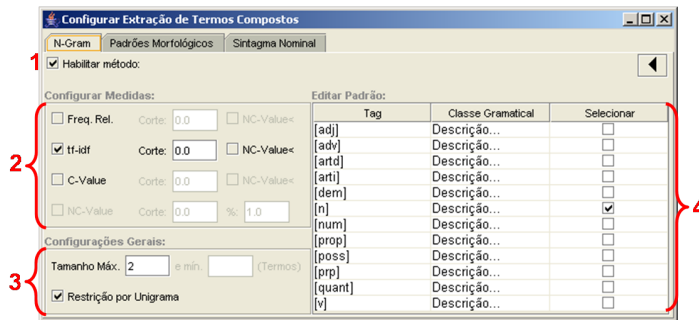 Configurar Extração de Termos Compostos
N-Gram Padrões Morfológicos Sintagma Nominal
1 Habilitar método:
Configurar Medidas:
2
Freq. Rel. Corte: 0.0 NC-Value<
tf-idf Corte: 0.0 NC-Value<
C-Value Corte: 0.0 NC-Value<
NC-Value Corte: 0.0 %: 1.0
Configurações Gerais:
3
Tamanho Máx. 2 e mín. (Termos)
Restrição por Unigrama
Editar Padrão:
Tag Classe Gramatical Selecionar
[adj] Descrição...
[adv] Descrição...
[artd] Descrição...
[arti] Descrição...
[dem] Descrição...
[n] Descrição...
[num] Descrição...
[prop] Descrição...
[poss] Descrição...
[prp] Descrição...
[quant] Descrição...
[v] Descrição...
4